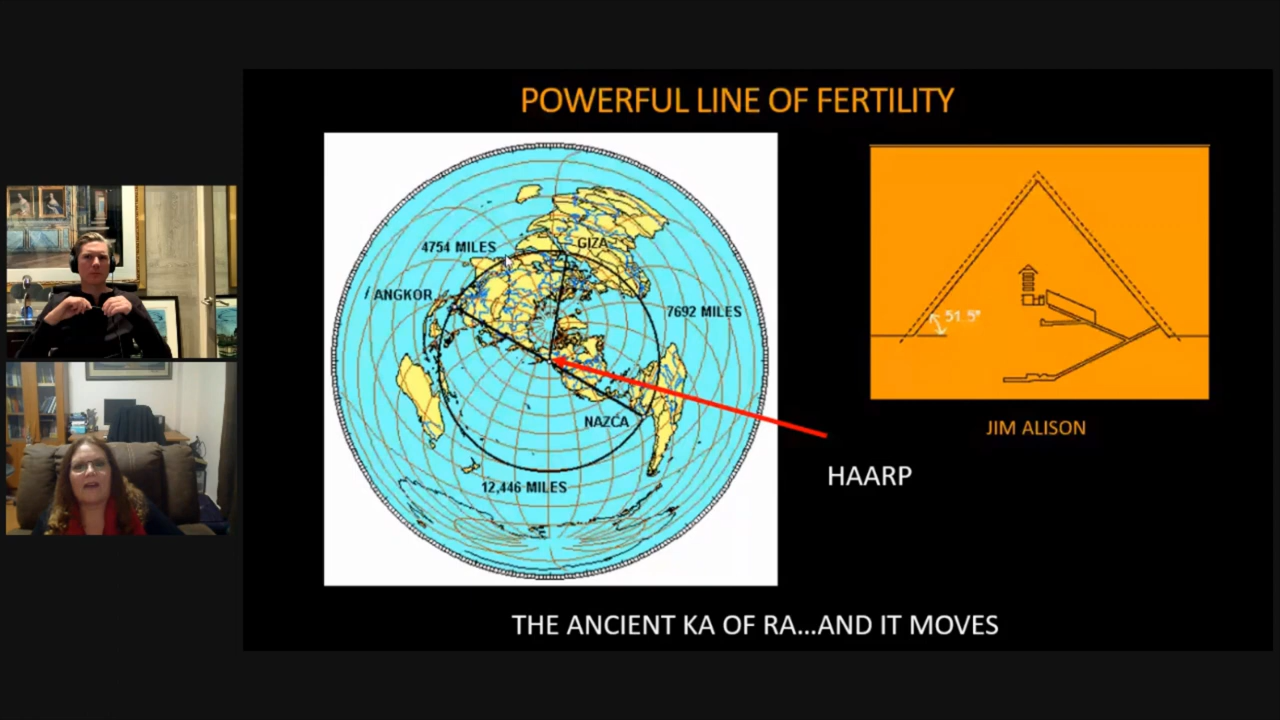 POWERFUL LINE OF FERTILITY
4754 MILES
GIZA
ANGKOR
7692 MILES
NAZCA
12,446 MILES
51.5°
JIM ALISON
HAARP
THE ANCIENT KA OF RA...AND IT MOVES